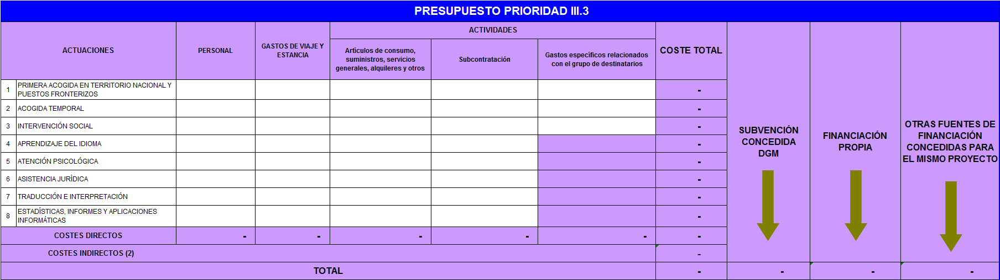 PRESUPUESTO PRIORIDAD III.3
ACTUACIONES
PERSONAL
GASTOS DE VIAJE Y
ESTANCIA
ACTIVIDADES
Artículos de consumo,
suministros, servicios
generales, alquileres y otros
Subcontratación
Gastos específicos relacionados
con el grupo de destinatarios
COSTE TOTAL
SUBVENCIÓN
CONCEDIDA
DGM
FINANCIACIÓN
PROPIA
OTRAS FUENTES DE
FINANCIACIÓN
CONCEDIDAS PARA
EL MISMO PROYECTO
1 PRIMERA ACOGIDA EN TERRITORIO NACIONAL Y
PUESTOS FRONTERIZOS -
2 ACOGIDA TEMPORAL -
3 INTERVENCIÓN SOCIAL -
4 APRENDIZAJE DEL IDIOMA -
5 ATENCIÓN PSICOLÓGICA -
6 ASISTENCIA JURÍDICA -
7 TRADUCCIÓN E INTERPRETACIÓN -
8 ESTADÍSTICAS, INFORMES Y APLICACIONES
INFORMÁTICAS -
COSTES DIRECTOS - - - - - -
COSTES INDIRECTOS (2) -
TOTAL - - - -